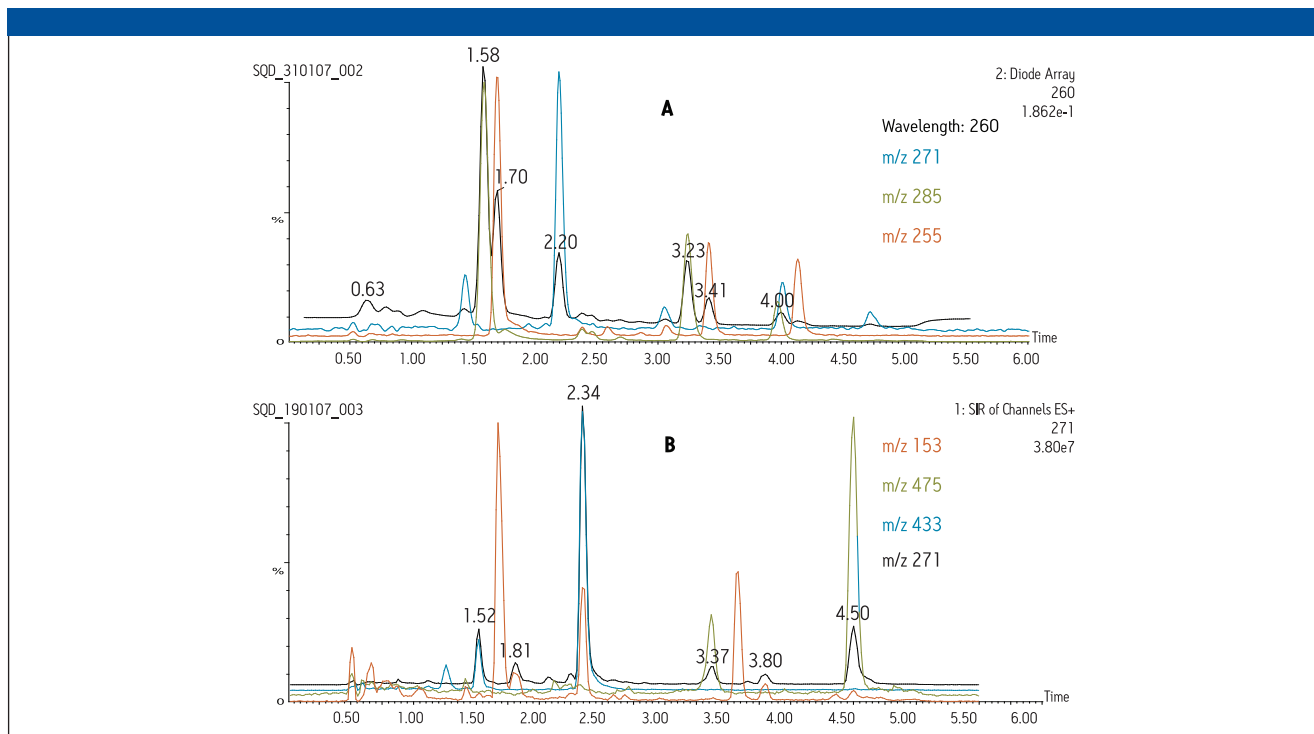 SQD_310107_002
1.58
A
2: Diode Array
260
1.862e-1
Wavelength: 260
m/z 271
m/z 285
m/z 255
1.70
%
2.20
3.23
3.41
4.00
0.63
0
Time
0.50 1.00 1.50 2.00 2.50 3.00 3.50 4.00 4.50 5.00 5.50 6.00
SQD_190107_003
2.34
B
1: SIR of Channels ES+
271
3.80e7
m/z 153
m/z 475
m/z 433
m/z 271
%
1.52
1.81
3.37
3.80
4.50
0
Time
0.50 1.00 1.50 2.00 2.50 3.00 3.50 4.00 4.50 5.00 5.50 6.00